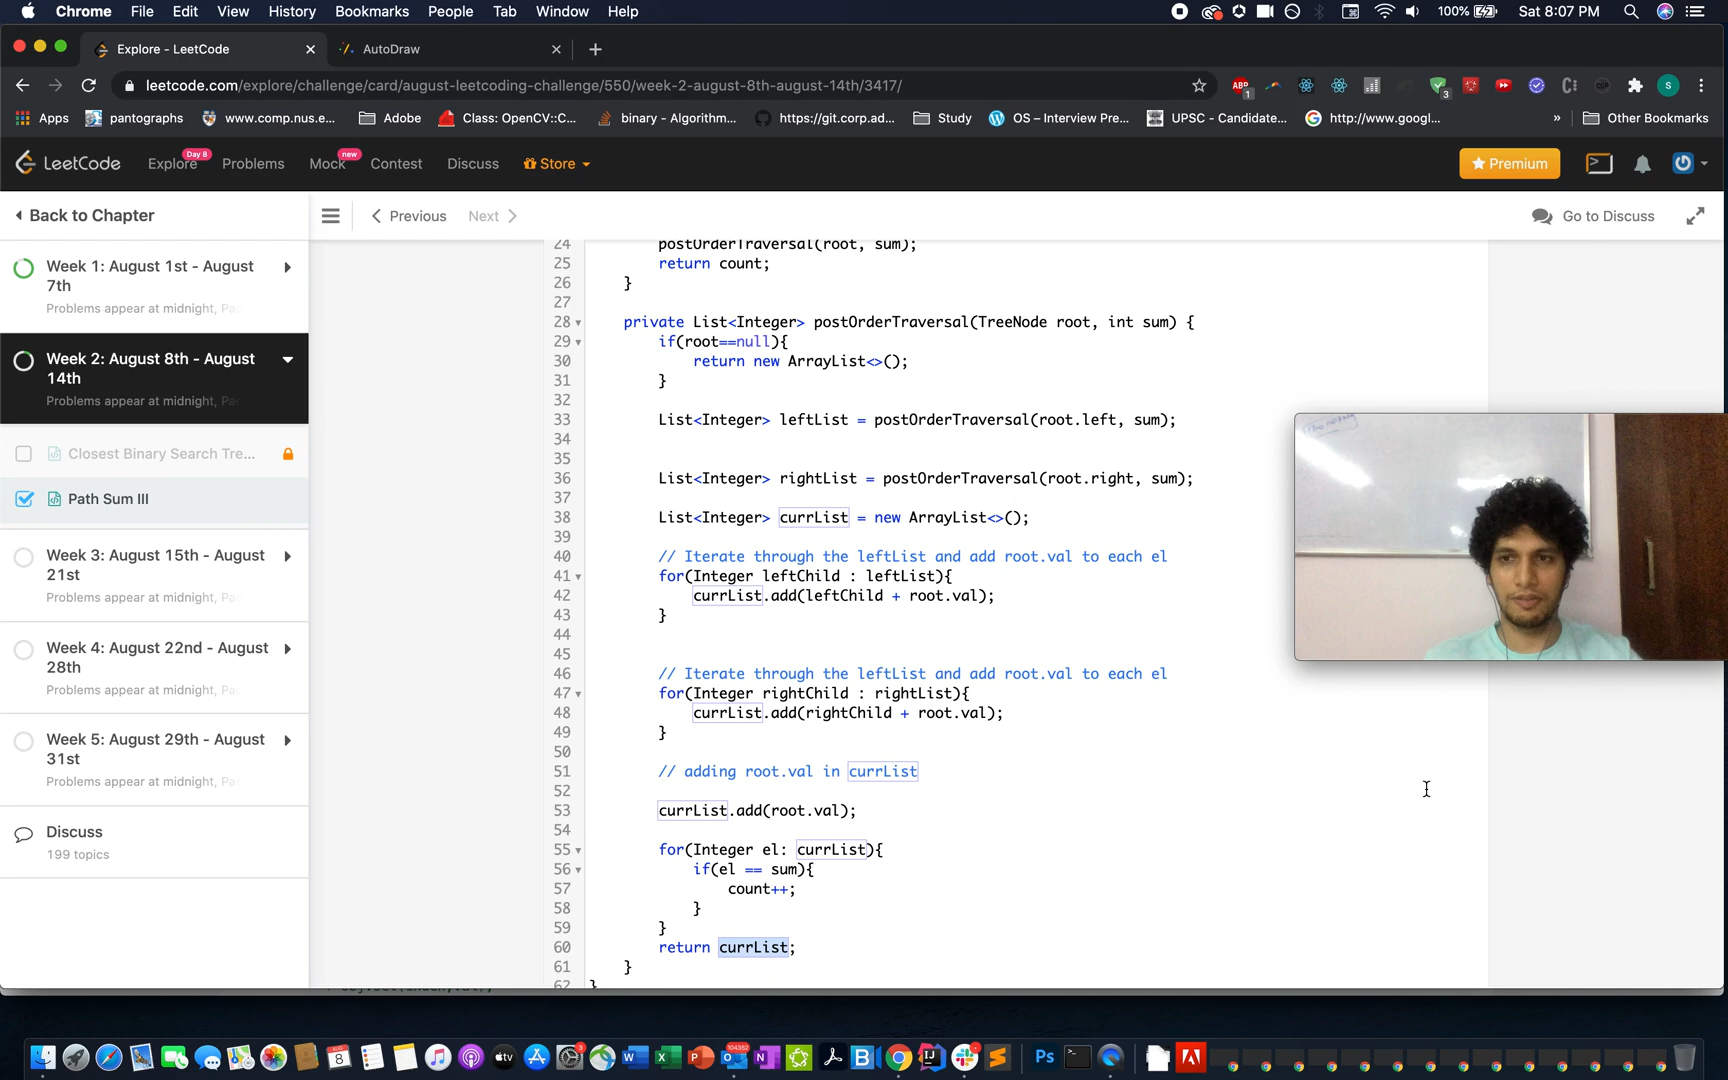 Chrome File Edit View History Bookmarks People Tab Window Help 100% Sat 8:07 PM
Explore - LeetCode AutoDraw
leetcode.com/explore/challenge/card/august-leetcoding-challenge/550/week-2-august-8th-august-14th/3417/
Apps pantographs www.comp.nus.e... Adobe Class: OpenCV::C... binary - Algorithm... https://git.corp.ad... Study OS – Interview Pre... UPSC - Candidate... http://www.googl... » Other Bookmarks
LeetCode Explore Day 8 Problems Mock new Contest Discuss Store Premium
Back to Chapter Previous Next Go to Discuss
Week 1: August 1st - August
7th
Problems appear at midnight, Pa
Week 2: August 8th - August
14th
Problems appear at midnight, Pa
Closest Binary Search Tre...
Path Sum III
Week 3: August 15th - August
21st
Problems appear at midnight, Pa
Week 4: August 22nd - August
28th
Problems appear at midnight, Pa
Week 5: August 29th - August
31st
Problems appear at midnight, Pa
Discuss
199 topics
24 postOrderTraversal(root, sum);
25 return count;
26 }
27
28 private List<Integer> postOrderTraversal(TreeNode root, int sum) {
29 if(root==null){
30 return new ArrayList<>();
31 }
32
33 List<Integer> leftList = postOrderTraversal(root.left, sum);
34
35
36 List<Integer> rightList = postOrderTraversal(root.right, sum);
37
38 List<Integer> currList = new ArrayList<>();
39
40 // Iterate through the leftList and add root.val to each el
41 for(Integer leftChild : leftList){
42 currList.add(leftChild + root.val);
43 }
44
45
46 // Iterate through the leftList and add root.val to each el
47 for(Integer rightChild : rightList){
48 currList.add(rightChild + root.val);
49 }
50
51 // adding root.val in currList
52
53 currList.add(root.val);
54
55 for(Integer el: currList){
56 if(el == sum){
57 count++;
58 }
59 }
60 return currList;
61 }
62 }